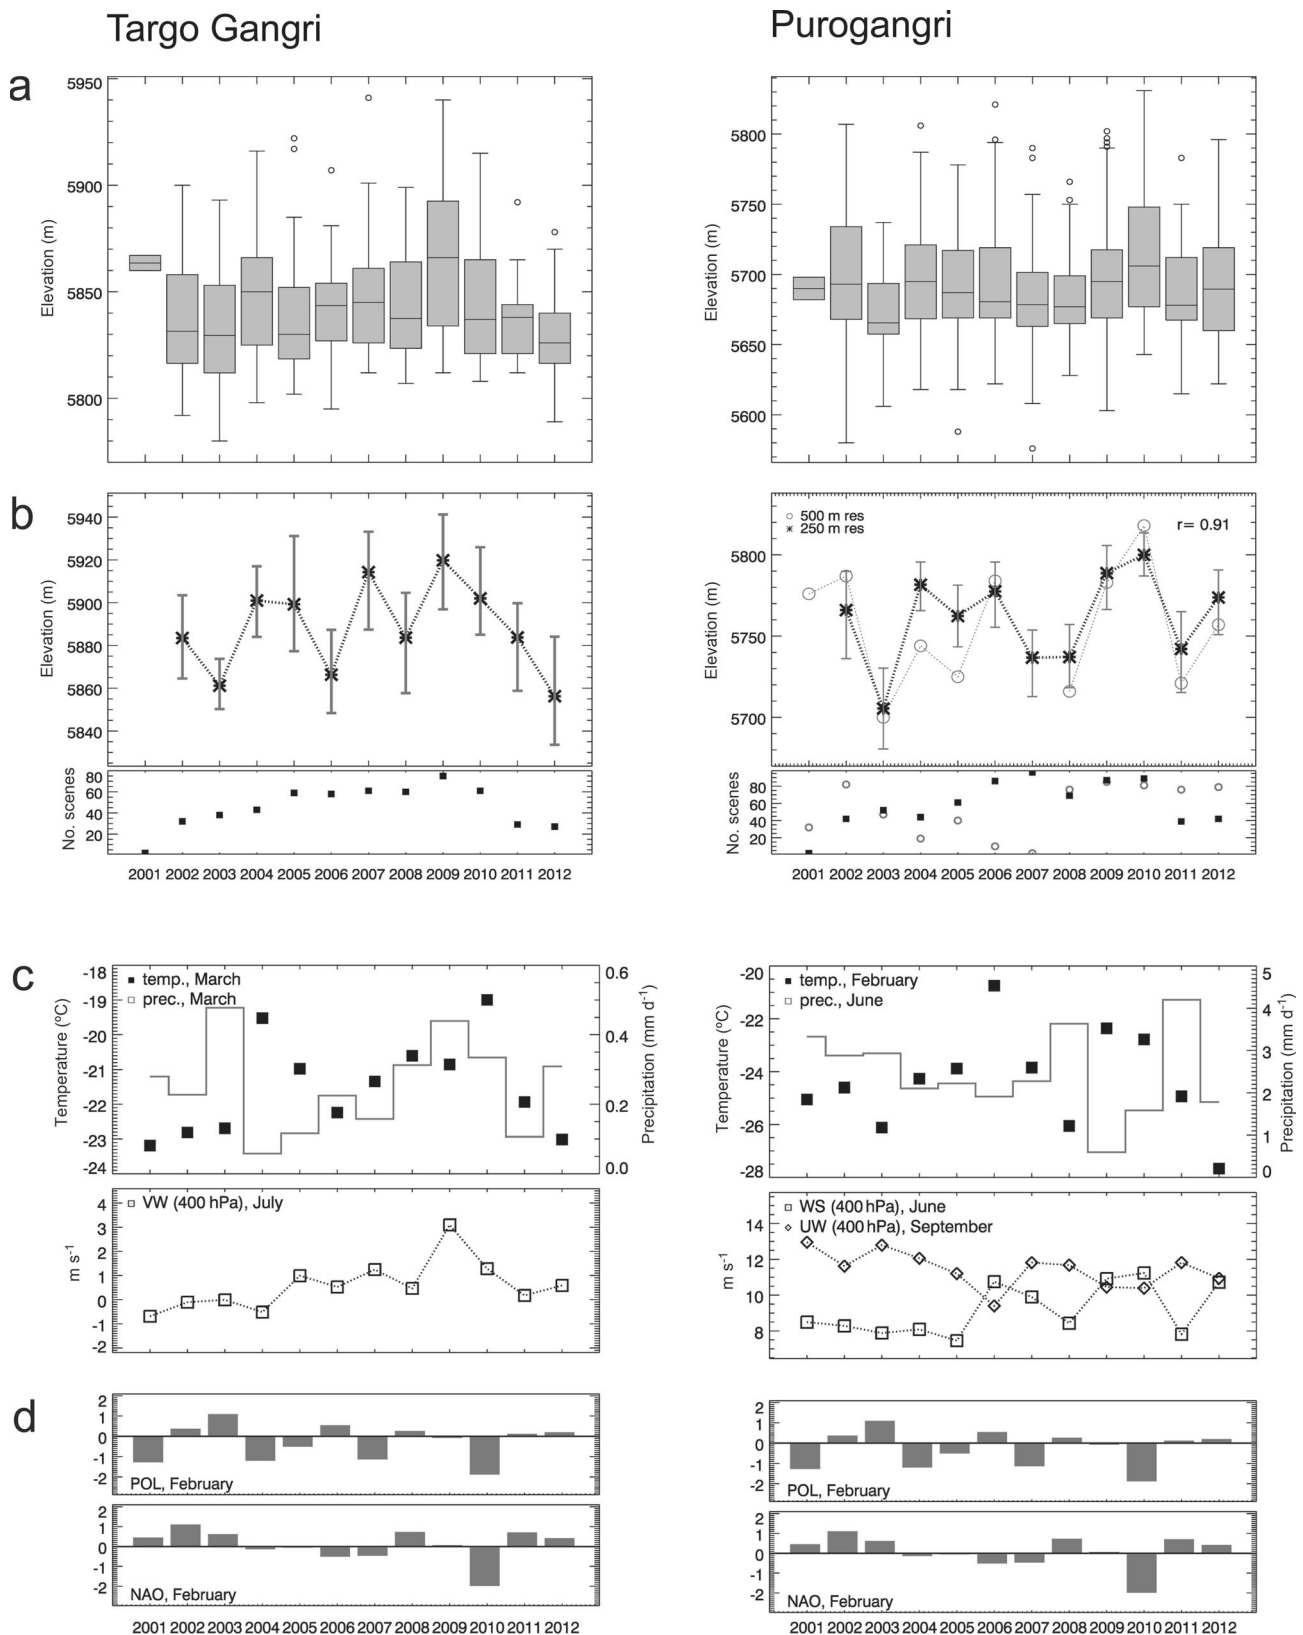 Targo Gangri
Purogangri
a
5950
5900
5850
5800
Elevation (m)
5800
5750
5700
5650
5600
Elevation (m)
b
5940
5920
5900
5880
5860
5840
Elevation (m)
500 m res
250 m res
r= 0.91
5800
5750
5700
Elevation (m)
80
60
40
20
No. scenes
2001 2002 2003 2004 2005 2006 2007 2008 2009 2010 2011 2012
80
60
40
20
No. scenes
2001 2002 2003 2004 2005 2006 2007 2008 2009 2010 2011 2012
c
temp., March
prec., March
-18
-19
-20
-21
-22
-23
-24
Temperature (ºC)
0.6
0.4
0.2
0.0
Precipitation (mm d⁻¹)
temp., February
prec., June
-20
-22
-24
-26
-28
Temperature (ºC)
5
4
3
2
1
0
Precipitation (mm d⁻¹)
VW (400 hPa), July
4
3
2
1
0
-1
-2
m s⁻¹
WS (400 hPa), June
UW (400 hPa), September
14
12
10
8
m s⁻¹
d
2
1
0
-1
-2
POL, February
2
1
0
-1
-2
POL, February
2
1
0
-1
-2
NAO, February
2001 2002 2003 2004 2005 2006 2007 2008 2009 2010 2011 2012
2
1
0
-1
-2
NAO, February
2001 2002 2003 2004 2005 2006 2007 2008 2009 2010 2011 2012